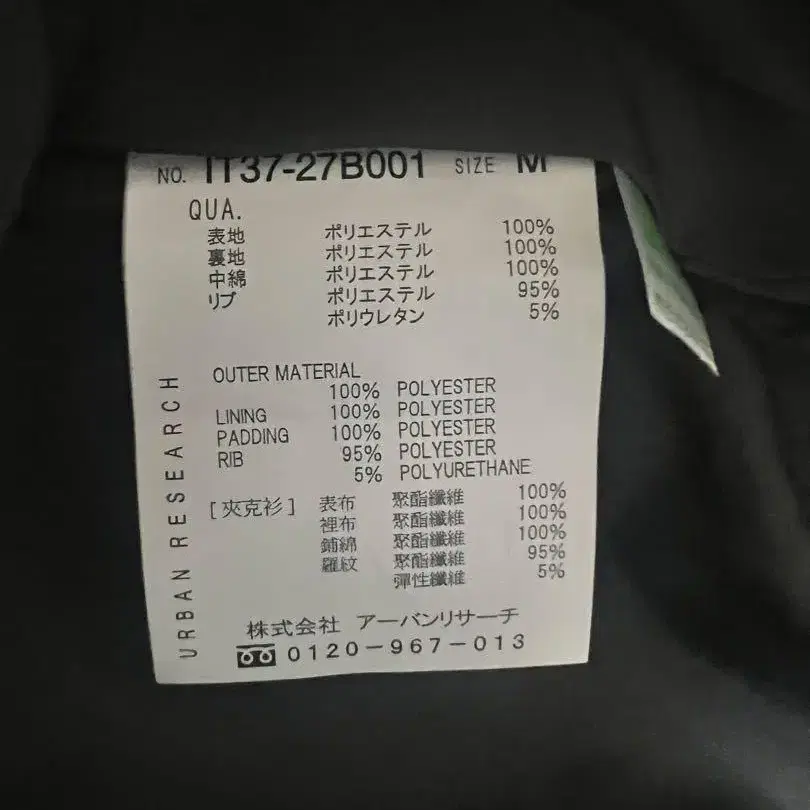 NO. IT37-27B001 SIZE M
QUA.
表地 ポリエステル 100%
裏地 ポリエステル 100%
中綿 ポリエステル 100%
リブ ポリエステル 95%
ポリウレタン 5%
OUTER MATERIAL
100% POLYESTER
LINING 100% POLYESTER
PADDING 100% POLYESTER
RIB 95% POLYESTER
5% POLYURETHANE
[夾克衫] 表布 聚酯纖維 100%
裡布 聚酯纖維 100%
鋪綿 聚酯纖維 100%
羅紋 聚酯纖維 95%
彈性纖維 5%
URBAN RESEARCH
株式会社 アーバンリサーチ
0120-967-013